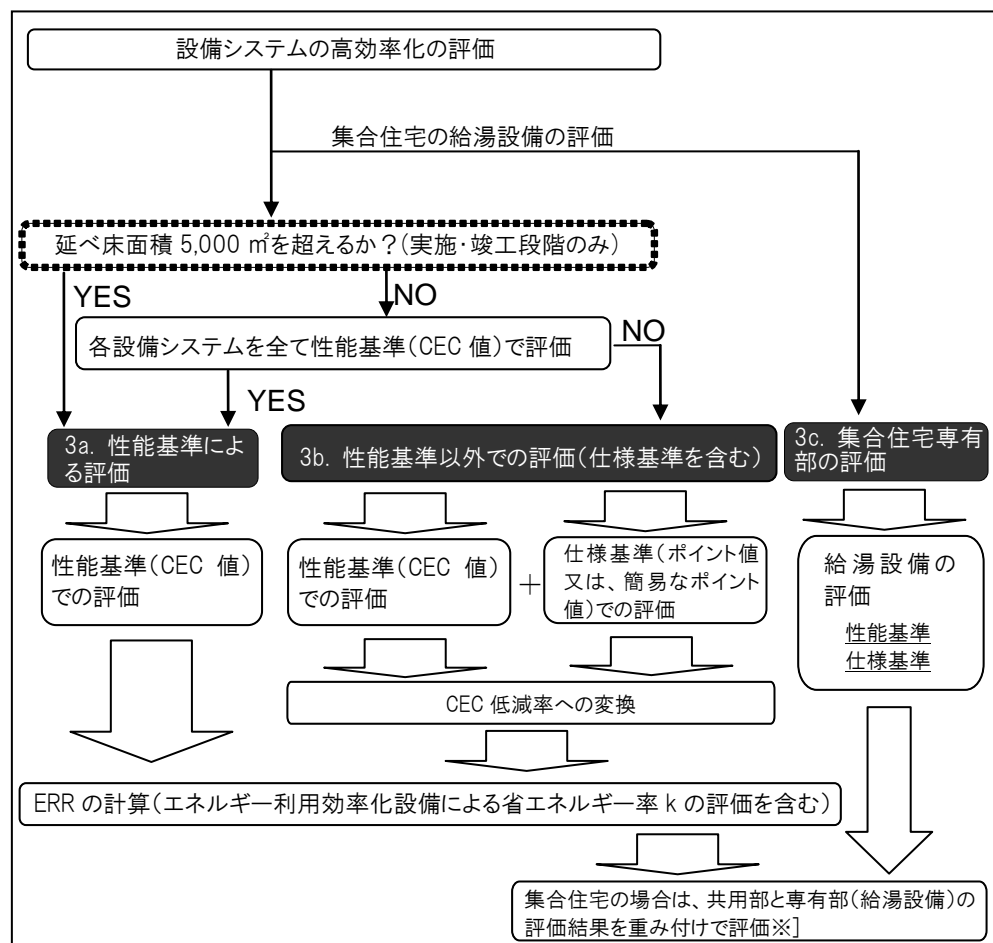 設備システムの高効率化の評価
集合住宅の給湯設備の評価
延べ床面積 5,000 ㎡を超えるか？(実施・竣工段階のみ)
YES
NO
各設備システムを全て性能基準(CEC 値)で評価
NO
YES
3a. 性能基準によ
る評価
3b. 性能基準以外での評価(仕様基準を含む)
3c. 集合住宅専有
部の評価
性能基準(CEC 値)
での評価
性能基準(CEC 値)
での評価
＋
仕様基準(ポイント値
又は、簡易なポイント
値)での評価
給湯設備の
評価
性能基準
仕様基準
CEC 低減率への変換
ERR の計算(エネルギー利用効率化設備による省エネルギー率 k の評価を含む)
集合住宅の場合は、共用部と専有部(給湯設備)の
評価結果を重み付けで評価※]